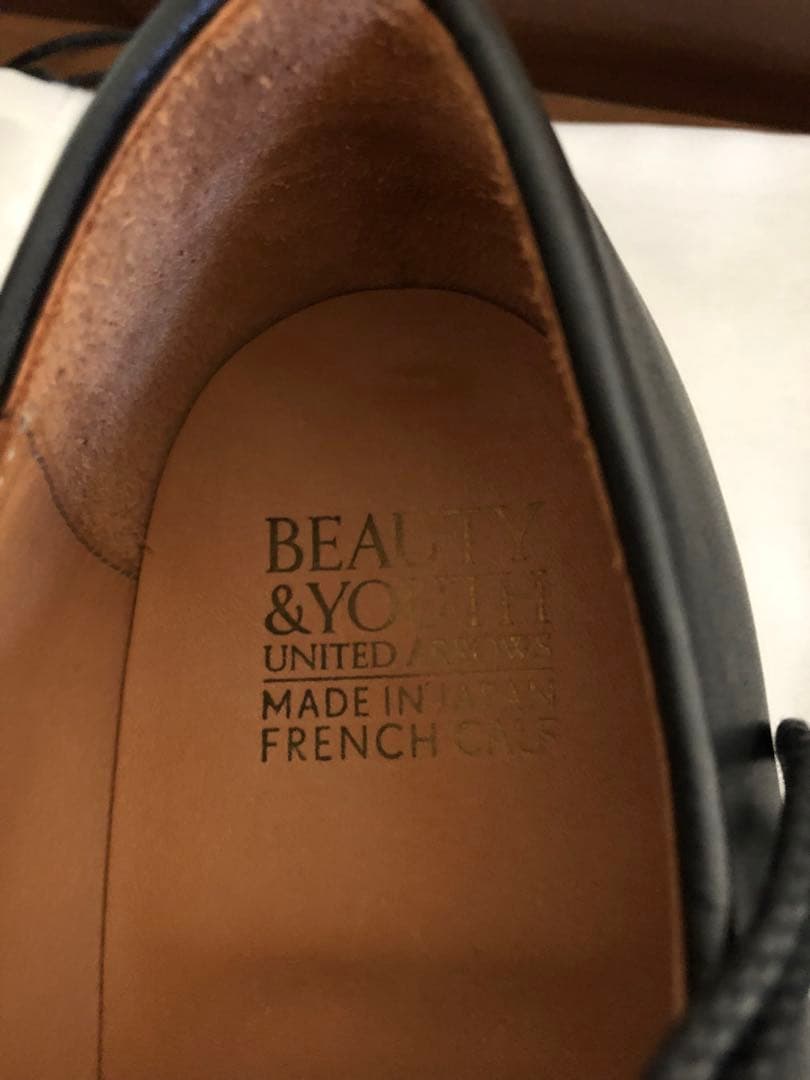 BEAUTY
&YOUTH
UNITED ARROWS
MADE IN JAPAN
FRENCH CALF